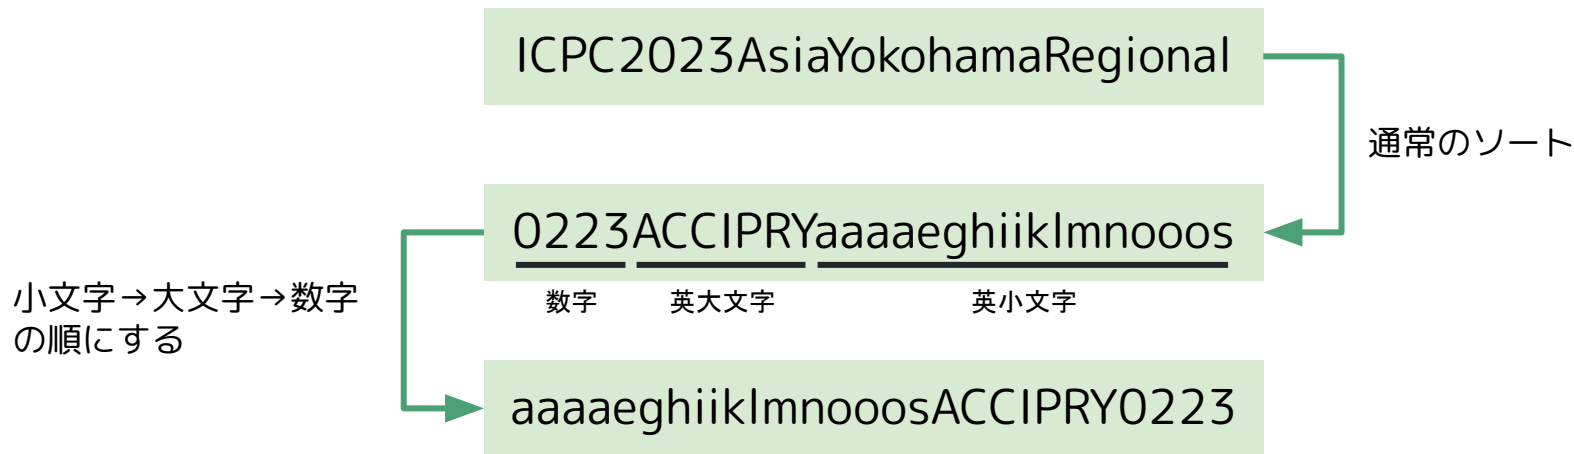 ICPC2023AsiaYokohamaRegional
通常のソート
0223ACCIPRYaaaaeghiiklmnooos
数字 英大文字 英小文字
小文字→大文字→数字
の順にする
aaaaeghiiklmnooosACCIPRY0223